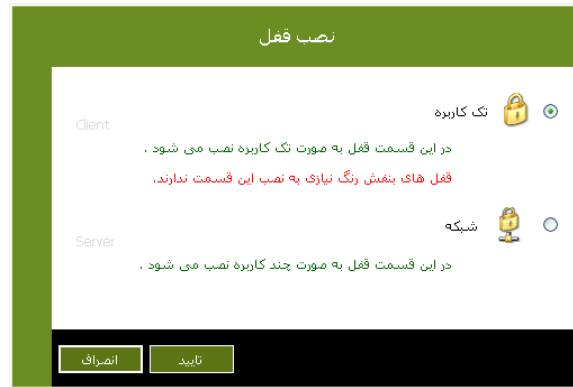 نصب قفل
تک کاربره
Client
در این قسمت قفل به صورت تک کاربره نصب می شود .
قفل های بنفش رنگ نیازی به نصب این قسمت ندارند.
شبکه
Server
در این قسمت قفل به صورت چند کاربره نصب می شود .
تایید
انصراف